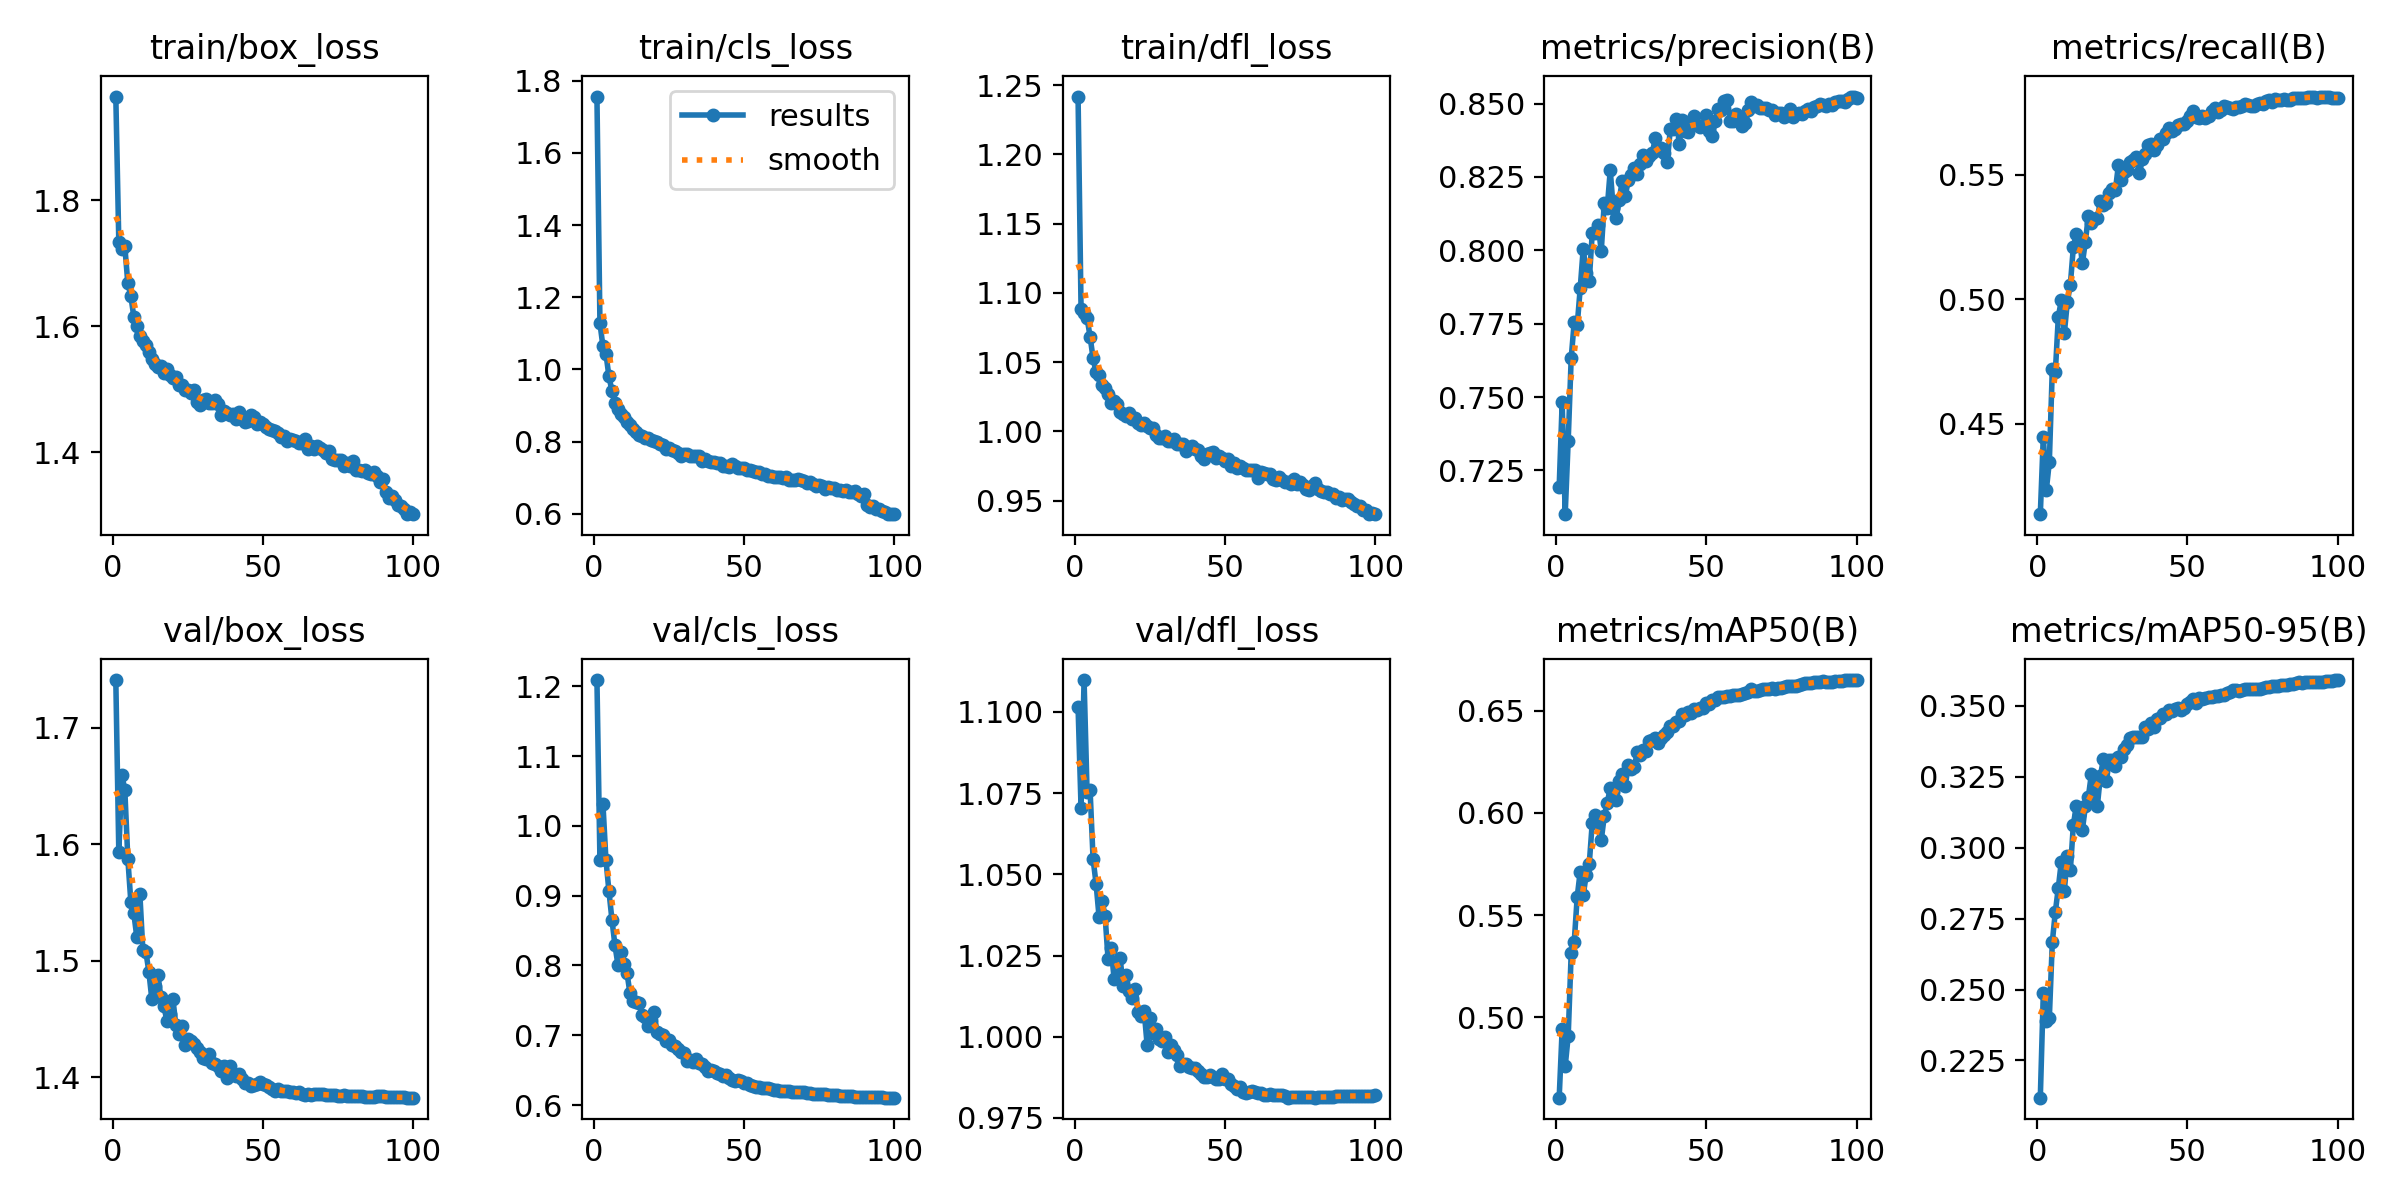 train/box_loss
1.8
1.6
1.4
0 50 100
train/cls_loss
results
smooth
1.8
1.6
1.4
1.2
1.0
0.8
0.6
0 50 100
train/dfl_loss
1.25
1.20
1.15
1.10
1.05
1.00
0.95
0 50 100
metrics/precision(B)
0.850
0.825
0.800
0.775
0.750
0.725
0 50 100
metrics/recall(B)
0.55
0.50
0.45
0 50 100
val/box_loss
1.7
1.6
1.5
1.4
0 50 100
val/cls_loss
1.2
1.1
1.0
0.9
0.8
0.7
0.6
0 50 100
val/dfl_loss
1.100
1.075
1.050
1.025
1.000
0.975
0 50 100
metrics/mAP50(B)
0.65
0.60
0.55
0.50
0 50 100
metrics/mAP50-95(B)
0.350
0.325
0.300
0.275
0.250
0.225
0 50 100